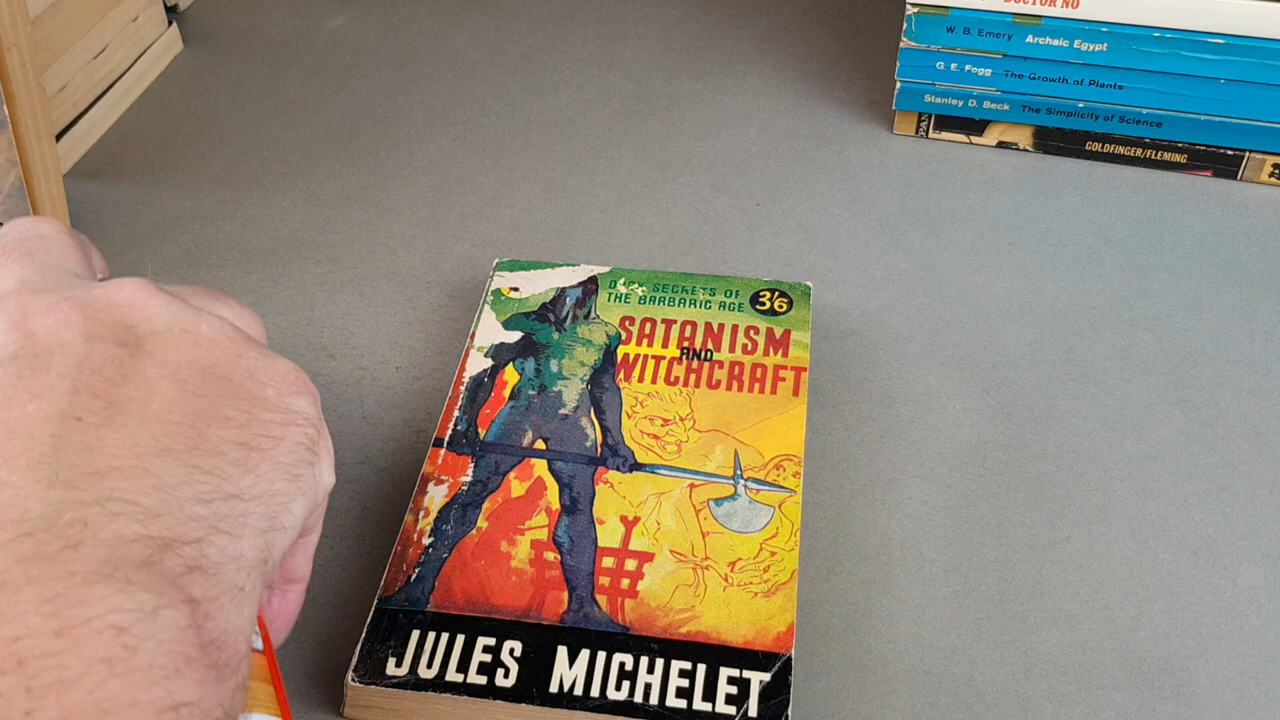 DOCTOR NO
W. B. Emery Archaic Egypt
G. E. Fogg The Growth of Plants
Stanley D. Beck The Simplicity of Science
PAN
GOLDFINGER/FLEMING
SECRETS OF
THE BARBARIC AGE
3/6
SATANISM
AND
WITCHCRAFT
JULES MICHELET